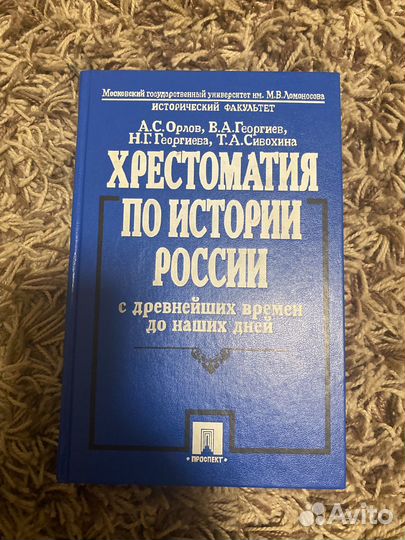 Московский государственный университет им. М.В.Ломоносова
ИСТОРИЧЕСКИЙ ФАКУЛЬТЕТ
А.С.Орлов, В.А.Георгиев,
Н.Г.Георгиева, Т.А.Сивохина
ХРЕСТОМАТИЯ
ПО ИСТОРИИ
РОССИИ
с древнейших времен
до наших дней
ПРОСПЕКТ
Avito